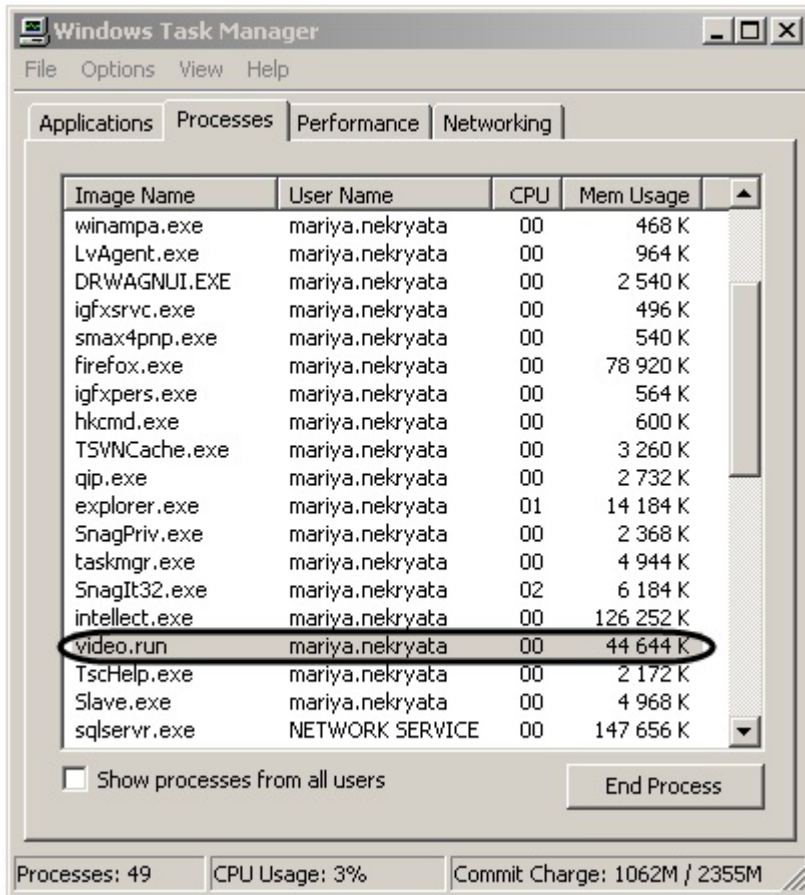 Windows Task Manager
File Options View Help
Applications Processes Performance Networking
Image Name User Name CPU Mem Usage
winampa.exe mariya.nekryata 00 468 K
LvAgent.exe mariya.nekryata 00 964 K
DRWAGNUI.EXE mariya.nekryata 00 2 540 K
igfxsrvc.exe mariya.nekryata 00 496 K
smax4pnp.exe mariya.nekryata 00 540 K
firefox.exe mariya.nekryata 00 78 920 K
igfxpers.exe mariya.nekryata 00 564 K
hkcmd.exe mariya.nekryata 00 600 K
TSVNCache.exe mariya.nekryata 00 3 260 K
qip.exe mariya.nekryata 00 2 732 K
explorer.exe mariya.nekryata 01 14 184 K
SnagPriv.exe mariya.nekryata 00 2 368 K
taskmgr.exe mariya.nekryata 00 4 944 K
SnagIt32.exe mariya.nekryata 02 6 184 K
intellect.exe mariya.nekryata 00 126 252 K
video.run mariya.nekryata 00 44 644 K
TscHelp.exe mariya.nekryata 00 2 172 K
Slave.exe mariya.nekryata 00 4 968 K
sqlservr.exe NETWORK SERVICE 00 147 656 K
Show processes from all users End Process
Processes: 49 CPU Usage: 3% Commit Charge: 1062M / 2355M